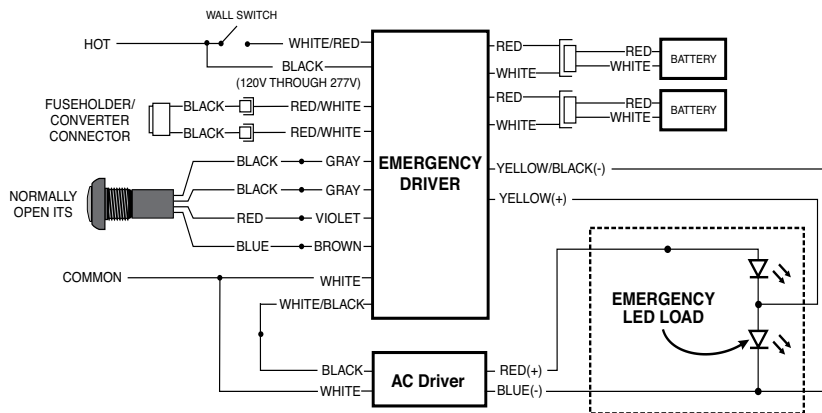 WALL SWITCH
HOT
WHITE/RED
BLACK
(120V THROUGH 277V)
FUSEHOLDER/
CONVERTER
CONNECTOR
BLACK
RED/WHITE
BLACK
RED/WHITE
NORMALLY
OPEN ITS
BLACK
GRAY
BLACK
GRAY
RED
VIOLET
BLUE
BROWN
COMMON
WHITE
WHITE/BLACK
EMERGENCY
DRIVER
RED
WHITE
RED
WHITE
BATTERY
RED
WHITE
RED
WHITE
BATTERY
YELLOW/BLACK(-)
YELLOW(+)
EMERGENCY
LED LOAD
BLACK
WHITE
AC Driver
RED(+)
BLUE(-)